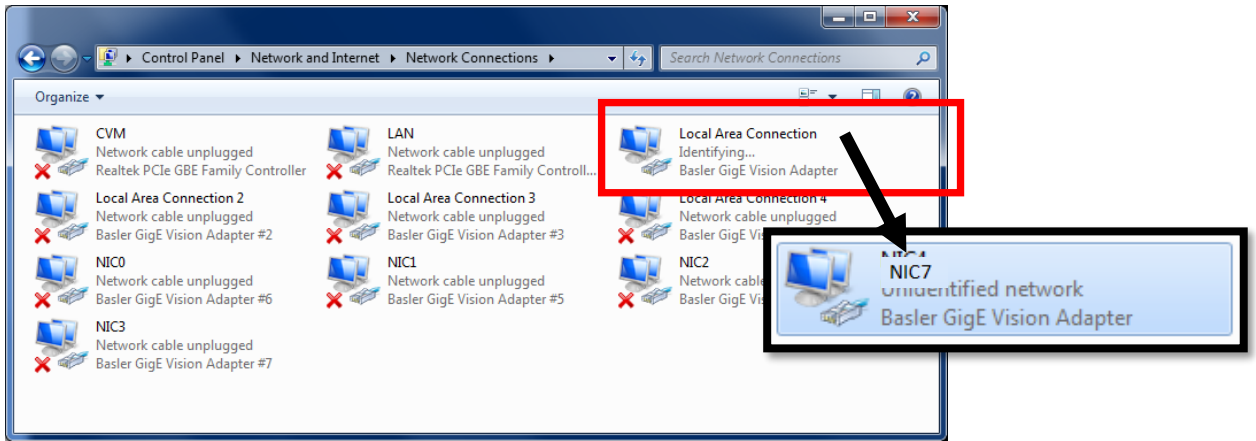 Control Panel ▸ Network and Internet ▸ Network Connections ▸
Search Network Connections
Organize
CVM
Network cable unplugged
Realtek PCIe GBE Family Controller
LAN
Network cable unplugged
Realtek PCIe GBE Family Controll...
Local Area Connection
Identifying...
Basler GigE Vision Adapter
Local Area Connection 2
Network cable unplugged
Basler GigE Vision Adapter #2
Local Area Connection 3
Network cable unplugged
Basler GigE Vision Adapter #3
Local Area Connection 4
Network cable unplugged
Basler GigE
NIC0
Network cable unplugged
Basler GigE Vision Adapter #6
NIC1
Network cable unplugged
Basler GigE Vision Adapter #5
NIC2
Network cable
Basler GigE
NIC3
Network cable unplugged
Basler GigE Vision Adapter #7
NIC7
Unidentified network
Basler GigE Vision Adapter